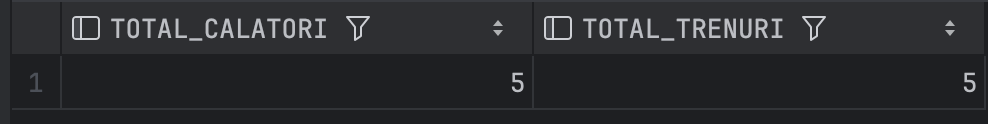 TOTAL_CALATORI TOTAL_TRENURI
1 5 5